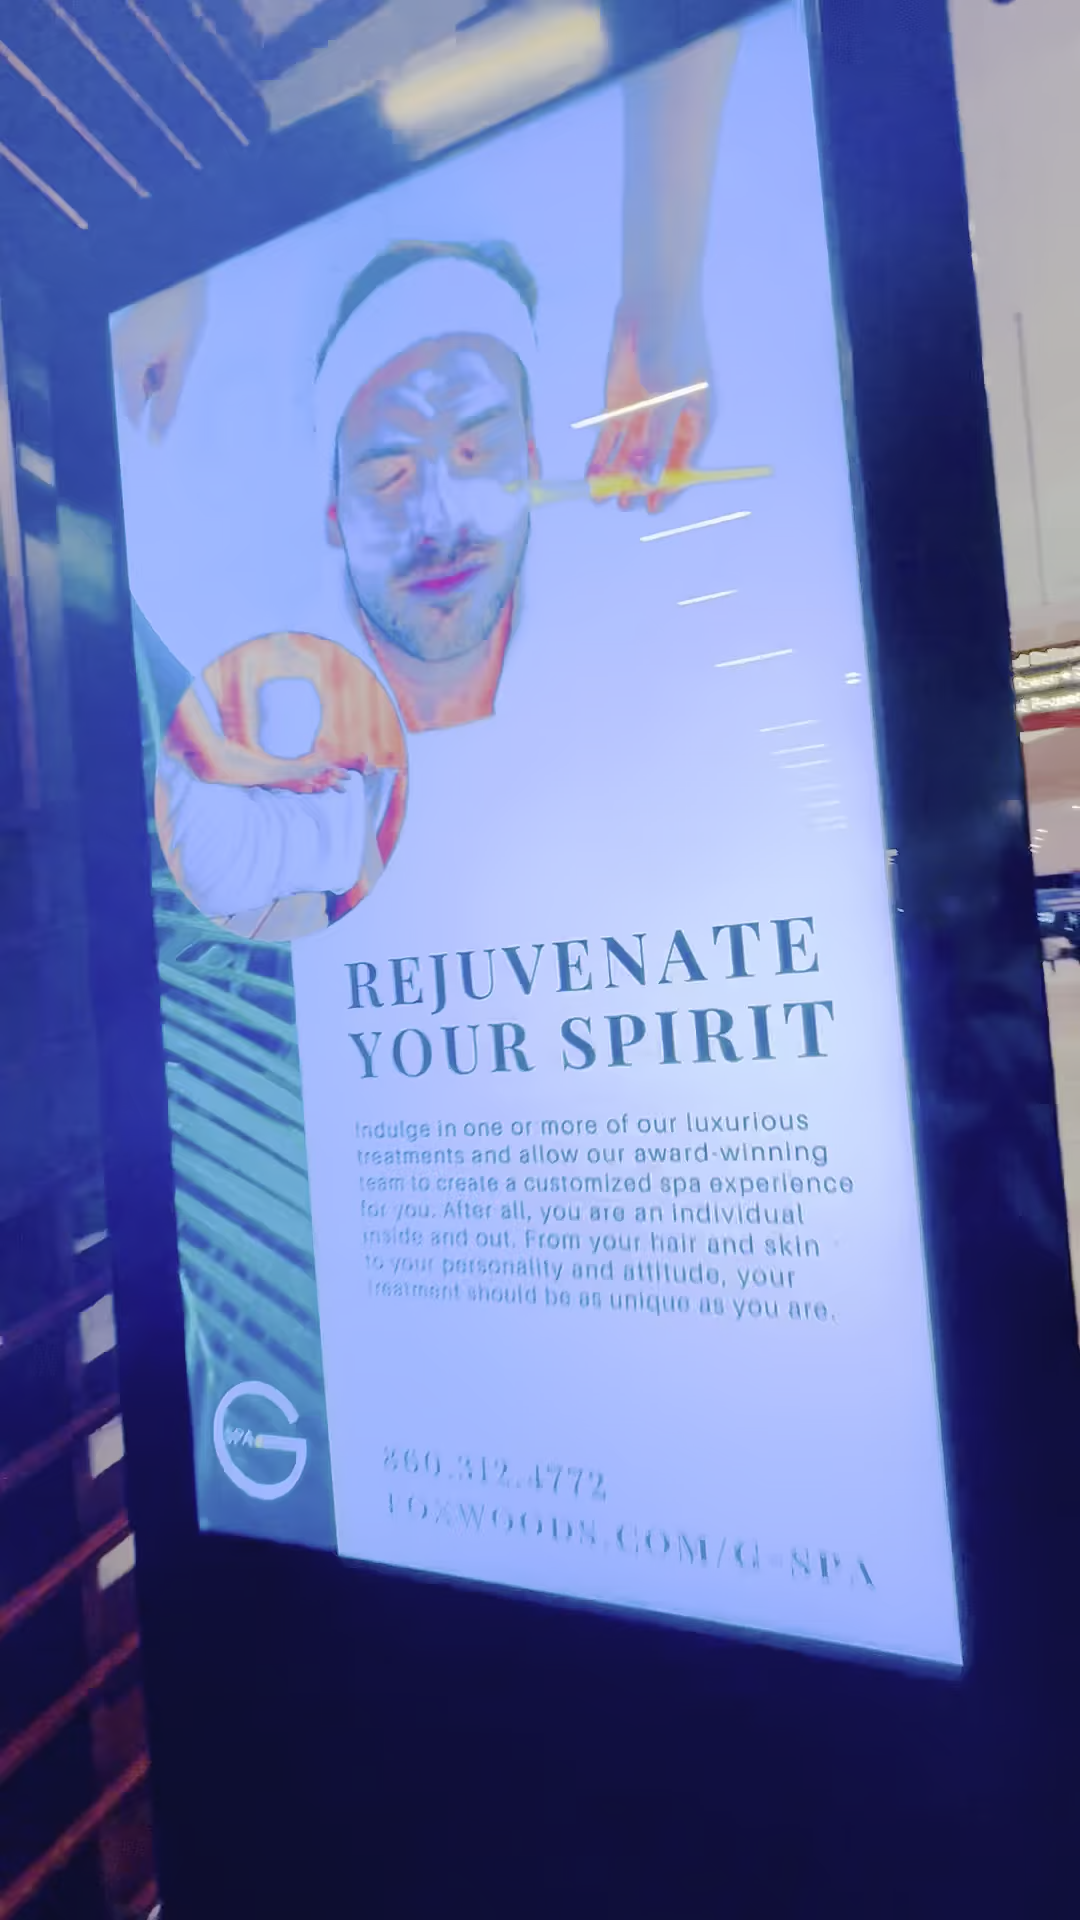 REJUVENATE
YOUR SPIRIT
Indulge in one or more of our luxurious
treatments and allow our award-winning
team to create a customized spa experience
for you. After all, you are an individual
inside and out. From your hair and skin
to your personality and attitude, your
treatment should be as unique as you are.
G
SPA
860.312.4772
FOXWOODS.COM/G-SPA